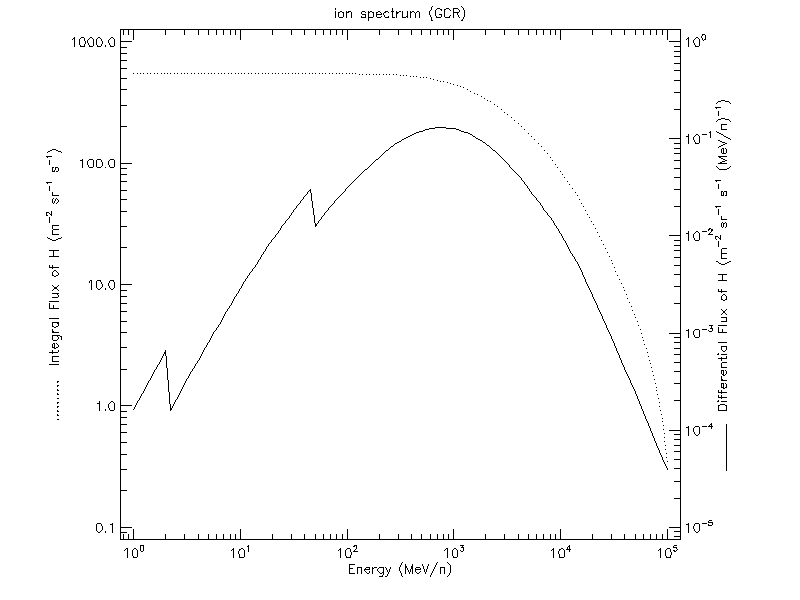 ion spectrum (GCR)
1000.0
100.0
10.0
1.0
0.1
Integral Flux of H (m⁻² sr⁻¹ s⁻¹)
10⁰
10⁻¹
10⁻²
10⁻³
10⁻⁴
10⁻⁵
Differential Flux of H (m⁻² sr⁻¹ s⁻¹ (MeV/n)⁻¹)
10⁰ 10¹ 10² 10³ 10⁴ 10⁵
Energy (MeV/n)